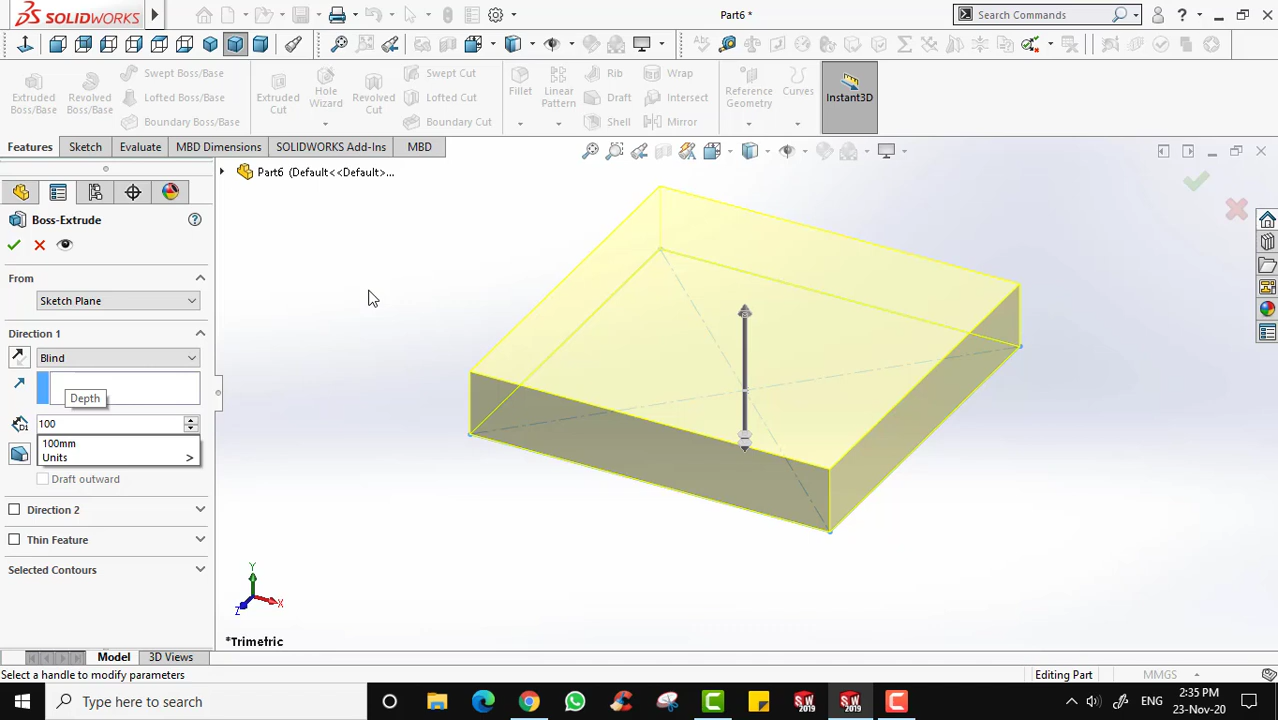 SOLIDWORKS
Part6 *
Search Commands
Extruded Boss/Base
Revolved Boss/Base
Swept Boss/Base
Lofted Boss/Base
Boundary Boss/Base
Extruded Cut
Hole Wizard
Revolved Cut
Swept Cut
Lofted Cut
Boundary Cut
Fillet
Linear Pattern
Rib
Draft
Shell
Wrap
Intersect
Mirror
Reference Geometry
Curves
Instant3D
Features
Sketch
Evaluate
MBD Dimensions
SOLIDWORKS Add-Ins
MBD
Part6 (Default<<Default>...
Boss-Extrude
From
Sketch Plane
Direction 1
Blind
Depth
100
100mm
Units >
Draft outward
Direction 2
Thin Feature
Selected Contours
Y
X
Z
*Trimetric
Model
3D Views
Select a handle to modify parameters
Editing Part
MMGS
Type here to search
SW 2019
SW 2019
ENG
2:35 PM
23-Nov-20